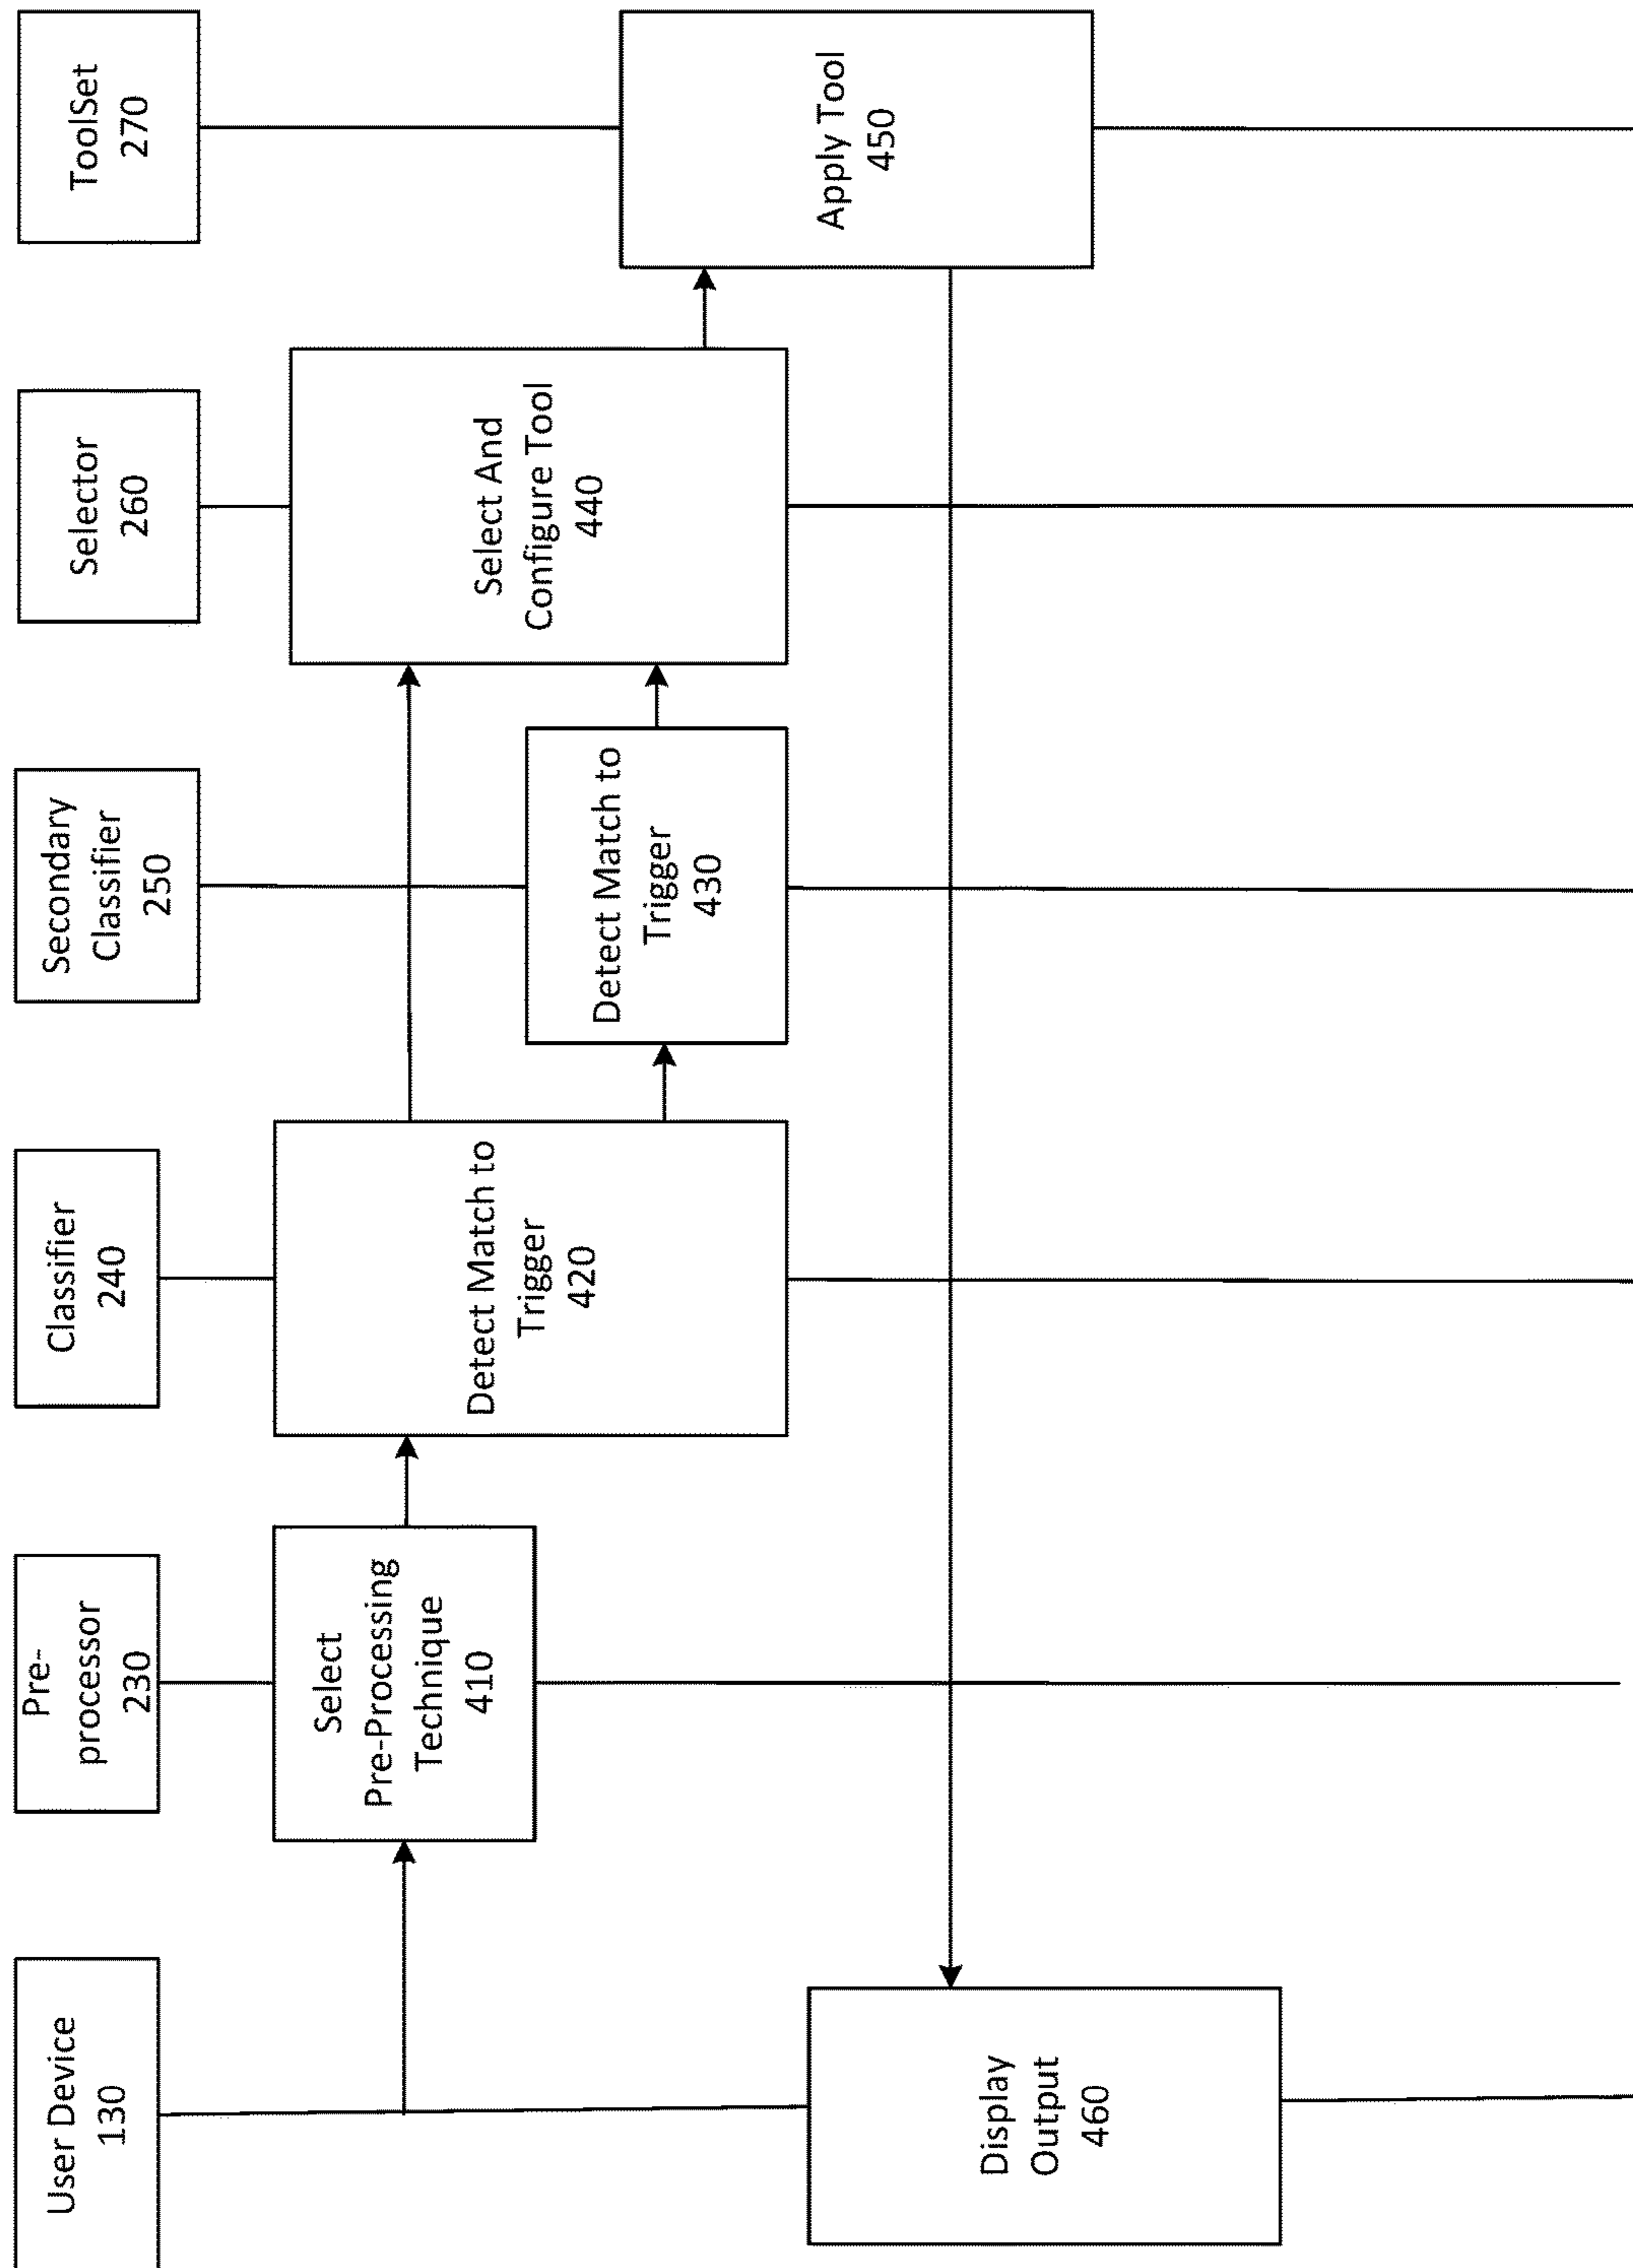 User Device
130
Pre-
processor
230
Classifier
240
Secondary
Classifier
250
Selector
260
ToolSet
270
Select
Pre-Processing
Technique
410
Detect Match to
Trigger
420
Detect Match to
Trigger
430
Select And
Configure Tool
440
Apply Tool
450
Display
Output
460